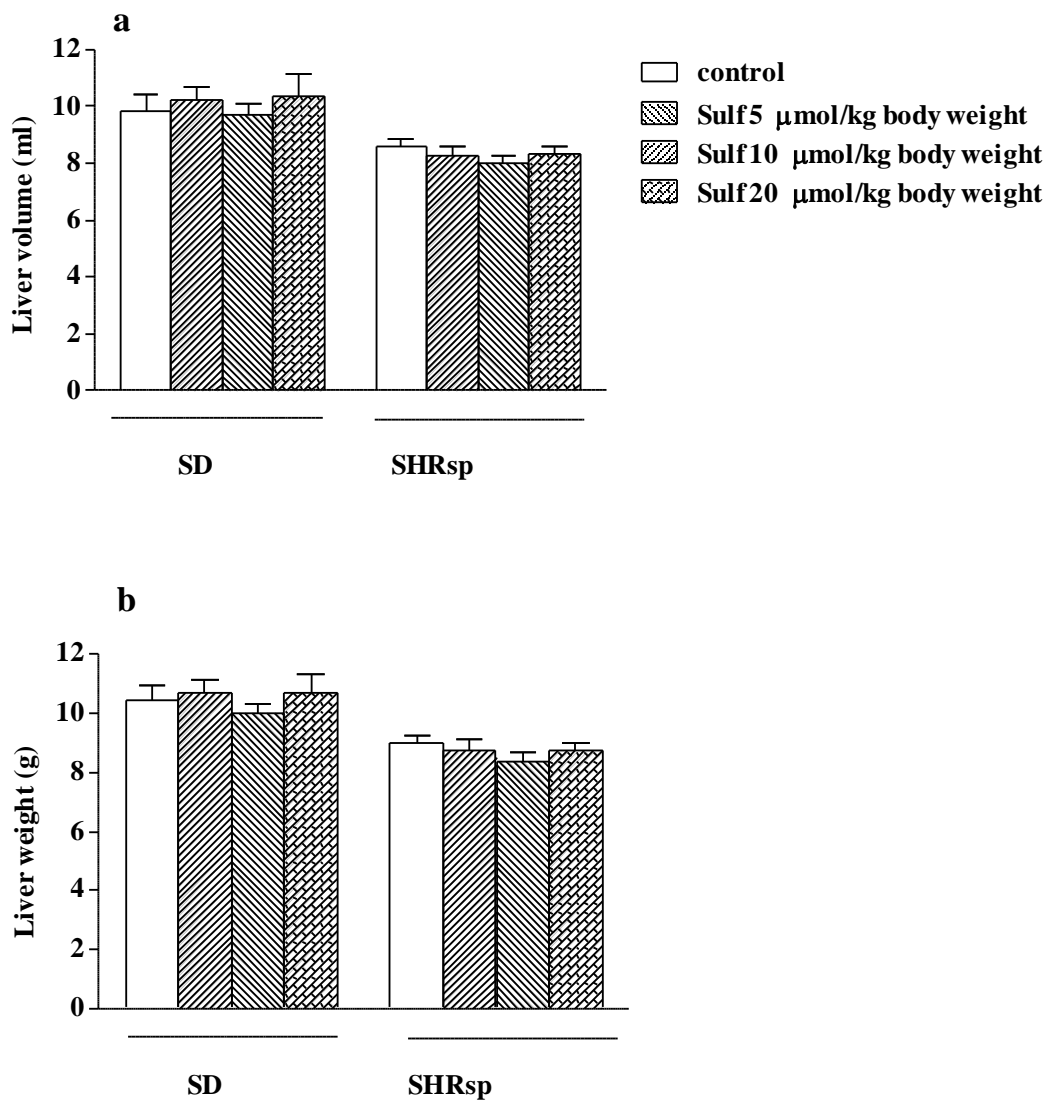 a
12
10
8
6
4
2
0
Liver volume (ml)
SD
SHRsp
control
Sulf 5 μmol/kg body weight
Sulf 10 μmol/kg body weight
Sulf 20 μmol/kg body weight
b
12
10
8
6
4
2
0
Liver weight (g)
SD
SHRsp